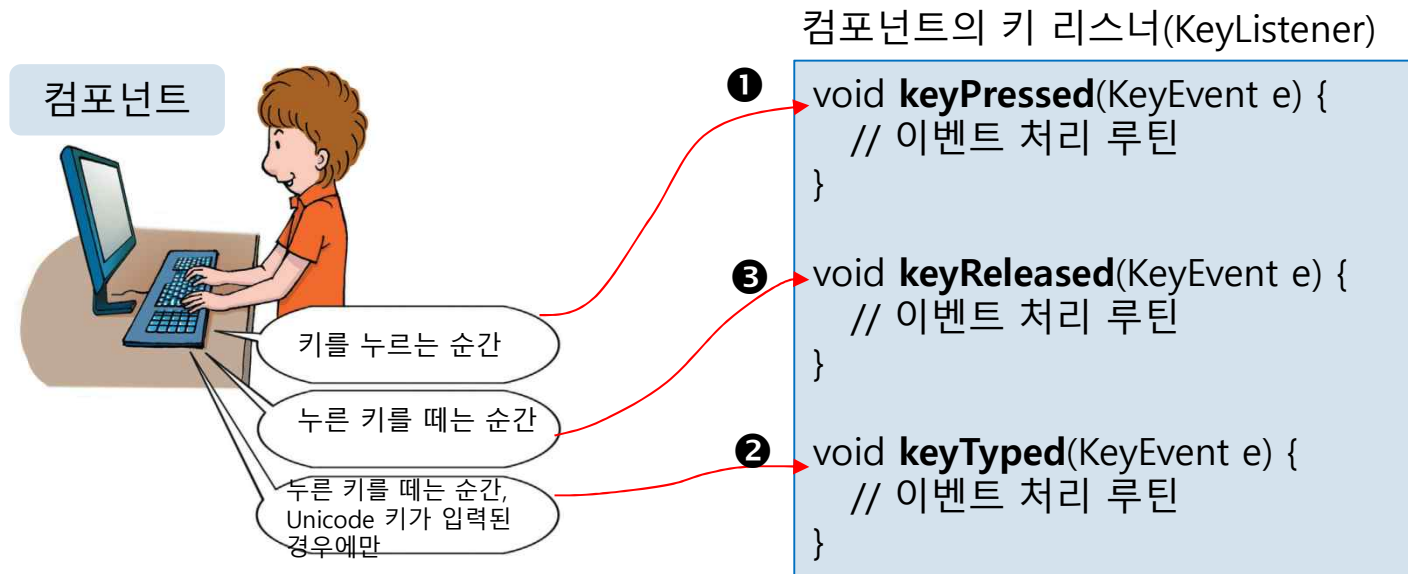 컴포넌트의 키 리스너(KeyListener)
컴포넌트
❶
void keyPressed(KeyEvent e) {
// 이벤트 처리 루틴
}
❸
void keyReleased(KeyEvent e) {
// 이벤트 처리 루틴
}
❷
void keyTyped(KeyEvent e) {
// 이벤트 처리 루틴
}
키를 누르는 순간
누른 키를 떼는 순간
누른 키를 떼는 순간,
Unicode 키가 입력된
경우에만